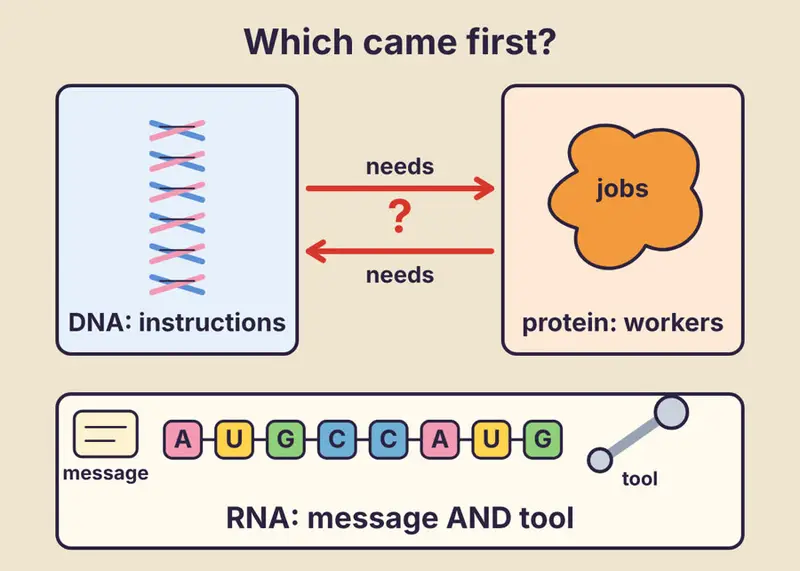 Which came first?
needs
?
needs
jobs
DNA: instructions
protein: workers
A U G C C A U G
message
tool
RNA: message AND tool